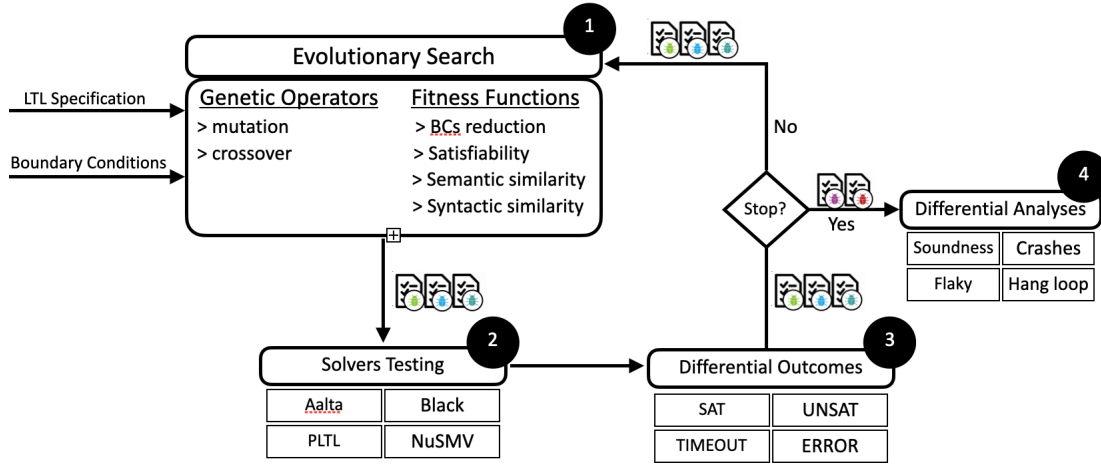 1
Evolutionary Search
LTL Specification
Boundary Conditions
Genetic Operators
> mutation
> crossover
Fitness Functions
> BCs reduction
> Satisfiability
> Semantic similarity
> Syntactic similarity
2
Solvers Testing
Aalta Black
PLTL NuSMV
3
Differential Outcomes
SAT UNSAT
TIMEOUT ERROR
Stop?
No
Yes
4
Differential Analyses
Soundness Crashes
Flaky Hang loop